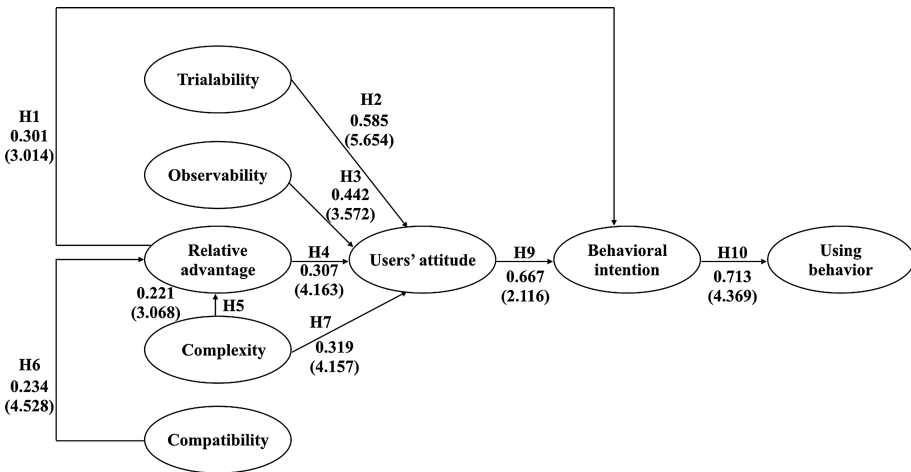 Trialability
H2
0.585
(5.654)
H1
0.301
(3.014)
Observability
H3
0.442
(3.572)
Relative
advantage
H4
0.307
(4.163)
Users' attitude
H9
0.667
(2.116)
Behavioral
intention
H10
0.713
(4.369)
Using
behavior
0.221
(3.068)
H5
H7
0.319
(4.157)
Complexity
H6
0.234
(4.528)
Compatibility